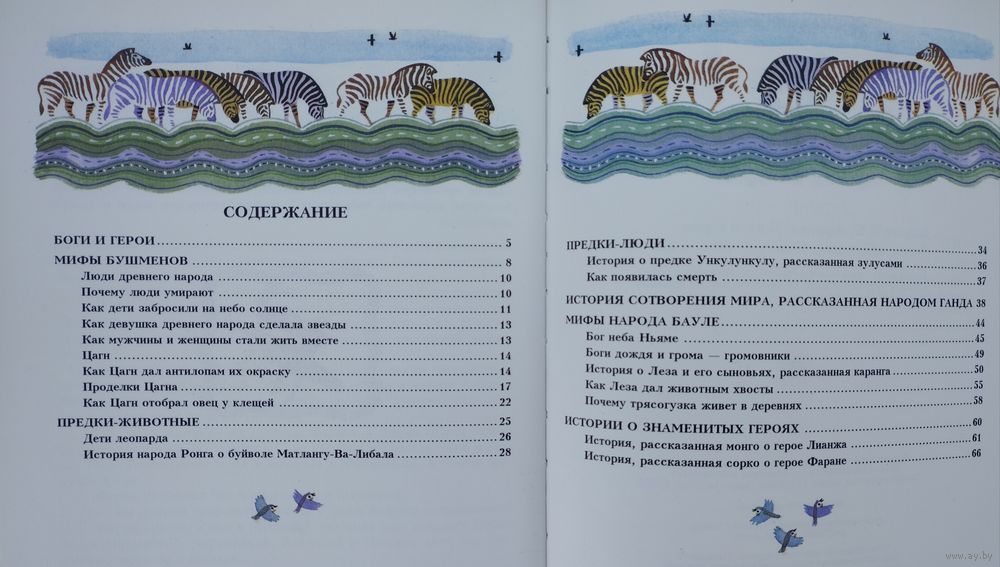 СОДЕРЖАНИЕ
БОГИ И ГЕРОИ 5
МИФЫ БУШМЕНОВ 8
Люди древнего народа 10
Почему люди умирают 10
Как дети забросили на небо солнце 11
Как девушка древнего народа сделала звезды 13
Как мужчины и женщины стали жить вместе 13
Цагн 14
Как Цагн дал антилопам их окраску 14
Проделки Цагна 17
Как Цагн отобрал овец у клещей 22
ПРЕДКИ-ЖИВОТНЫЕ 25
Дети леопарда 26
История народа Ронга о буйволе Матлангу-Ва-Либала 28
ПРЕДКИ-ЛЮДИ 34
История о предке Ункулункулу, рассказанная зулусами 36
Как появилась смерть 37
ИСТОРИЯ СОТВОРЕНИЯ МИРА, РАССКАЗАННАЯ НАРОДОМ ГАНДА 38
МИФЫ НАРОДА БАУЛЕ 44
Бог неба Ньяме 45
Боги дождя и грома — громовники 49
История о Леза и его сыновьях, рассказанная каранга 50
Как Леза дал животным хвосты 55
Почему трясогузка живет в деревнях 58
ИСТОРИИ О ЗНАМЕНИТЫХ ГЕРОЯХ 60
История, рассказанная монго о герое Лианжа 61
История, рассказанная сорко о герое Фаране 66
www.ay.by